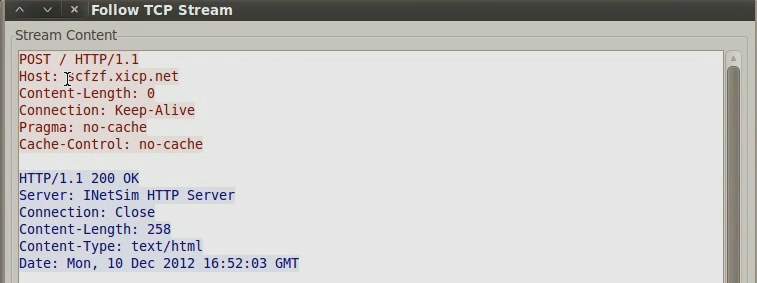 Follow TCP Stream
Stream Content
POST / HTTP/1.1
Host: scfzf.xicp.net
Content-Length: 0
Connection: Keep-Alive
Pragma: no-cache
Cache-Control: no-cache
HTTP/1.1 200 OK
Server: INetSim HTTP Server
Connection: Close
Content-Length: 258
Content-Type: text/html
Date: Mon, 10 Dec 2012 16:52:03 GMT